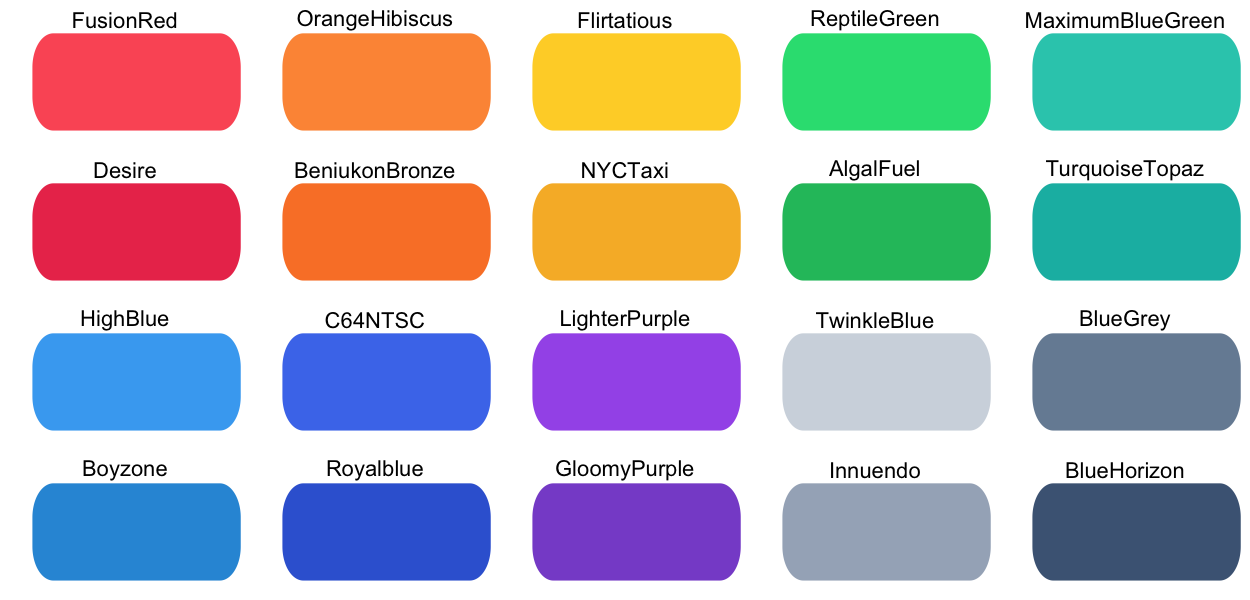 FusionRed
OrangeHibiscus
Flirtatious
ReptileGreen
MaximumBlueGreen
Desire
BeniukonBronze
NYCTaxi
AlgalFuel
TurquoiseTopaz
HighBlue
C64NTSC
LighterPurple
TwinkleBlue
BlueGrey
Boyzone
Royalblue
GloomyPurple
Innuendo
BlueHorizon